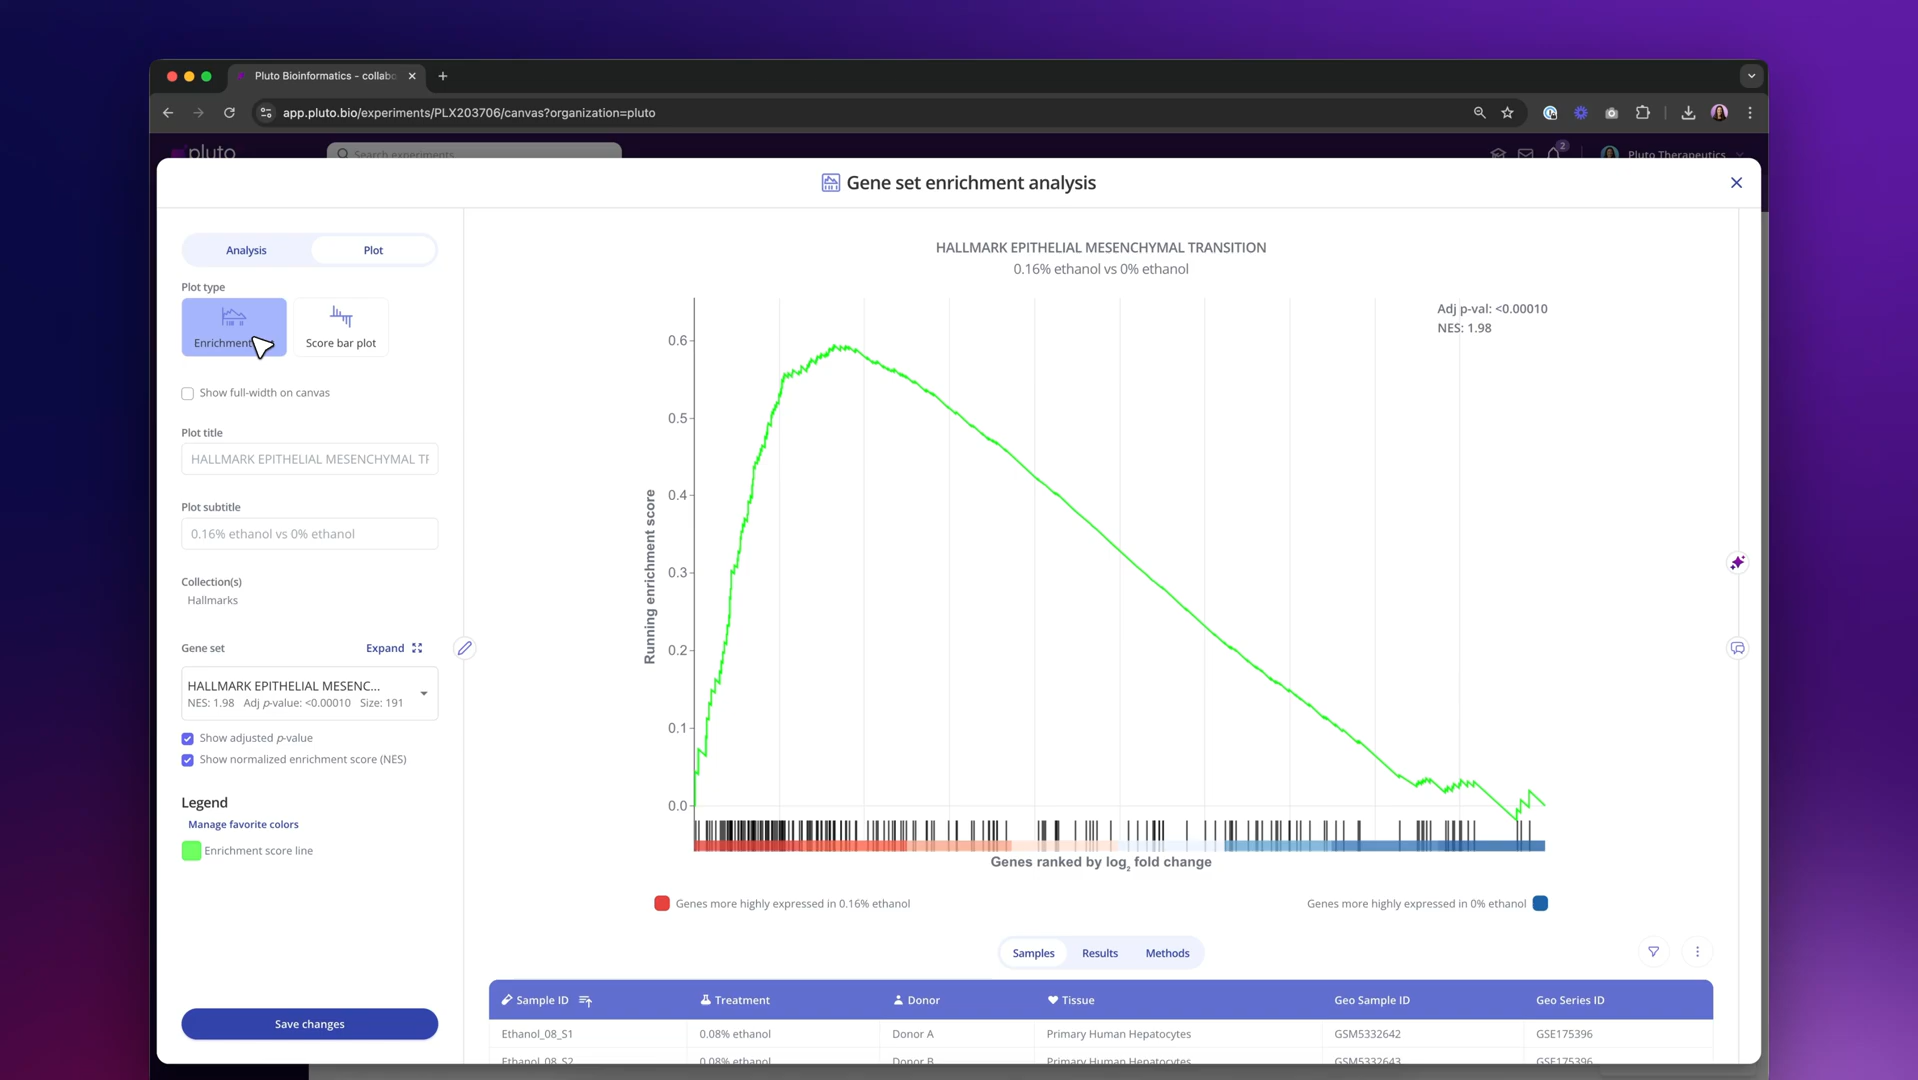 Pluto Bioinformatics - collabo
app.pluto.bio/experiments/PLX203706/canvas?organization=pluto
pluto
Search experiments
2
Pluto Therapeutics
Gene set enrichment analysis
Analysis
Plot
Plot type
Enrichment
Score bar plot
Show full-width on canvas
Plot title
HALLMARK EPITHELIAL MESENCHYMAL TF
Plot subtitle
0.16% ethanol vs 0% ethanol
Collection(s)
Hallmarks
Gene set
Expand
HALLMARK EPITHELIAL MESENC...
NES: 1.98 Adj p-value: <0.00010 Size: 191
Show adjusted p-value
Show normalized enrichment score (NES)
Legend
Manage favorite colors
Enrichment score line
Save changes
HALLMARK EPITHELIAL MESENCHYMAL TRANSITION
0.16% ethanol vs 0% ethanol
Adj p-val: <0.00010
NES: 1.98
0.6
0.5
0.4
0.3
0.2
0.1
0.0
Running enrichment score
Genes ranked by log2 fold change
Genes more highly expressed in 0.16% ethanol
Genes more highly expressed in 0% ethanol
Samples
Results
Methods
Sample ID Treatment Donor Tissue Geo Sample ID Geo Series ID
Ethanol_08_S1 0.08% ethanol Donor A Primary Human Hepatocytes GSM5332642 GSE175396
Ethanol_08_S2 0.08% ethanol Donor B Primary Human Hepatocytes GSM5332643 GSE175396